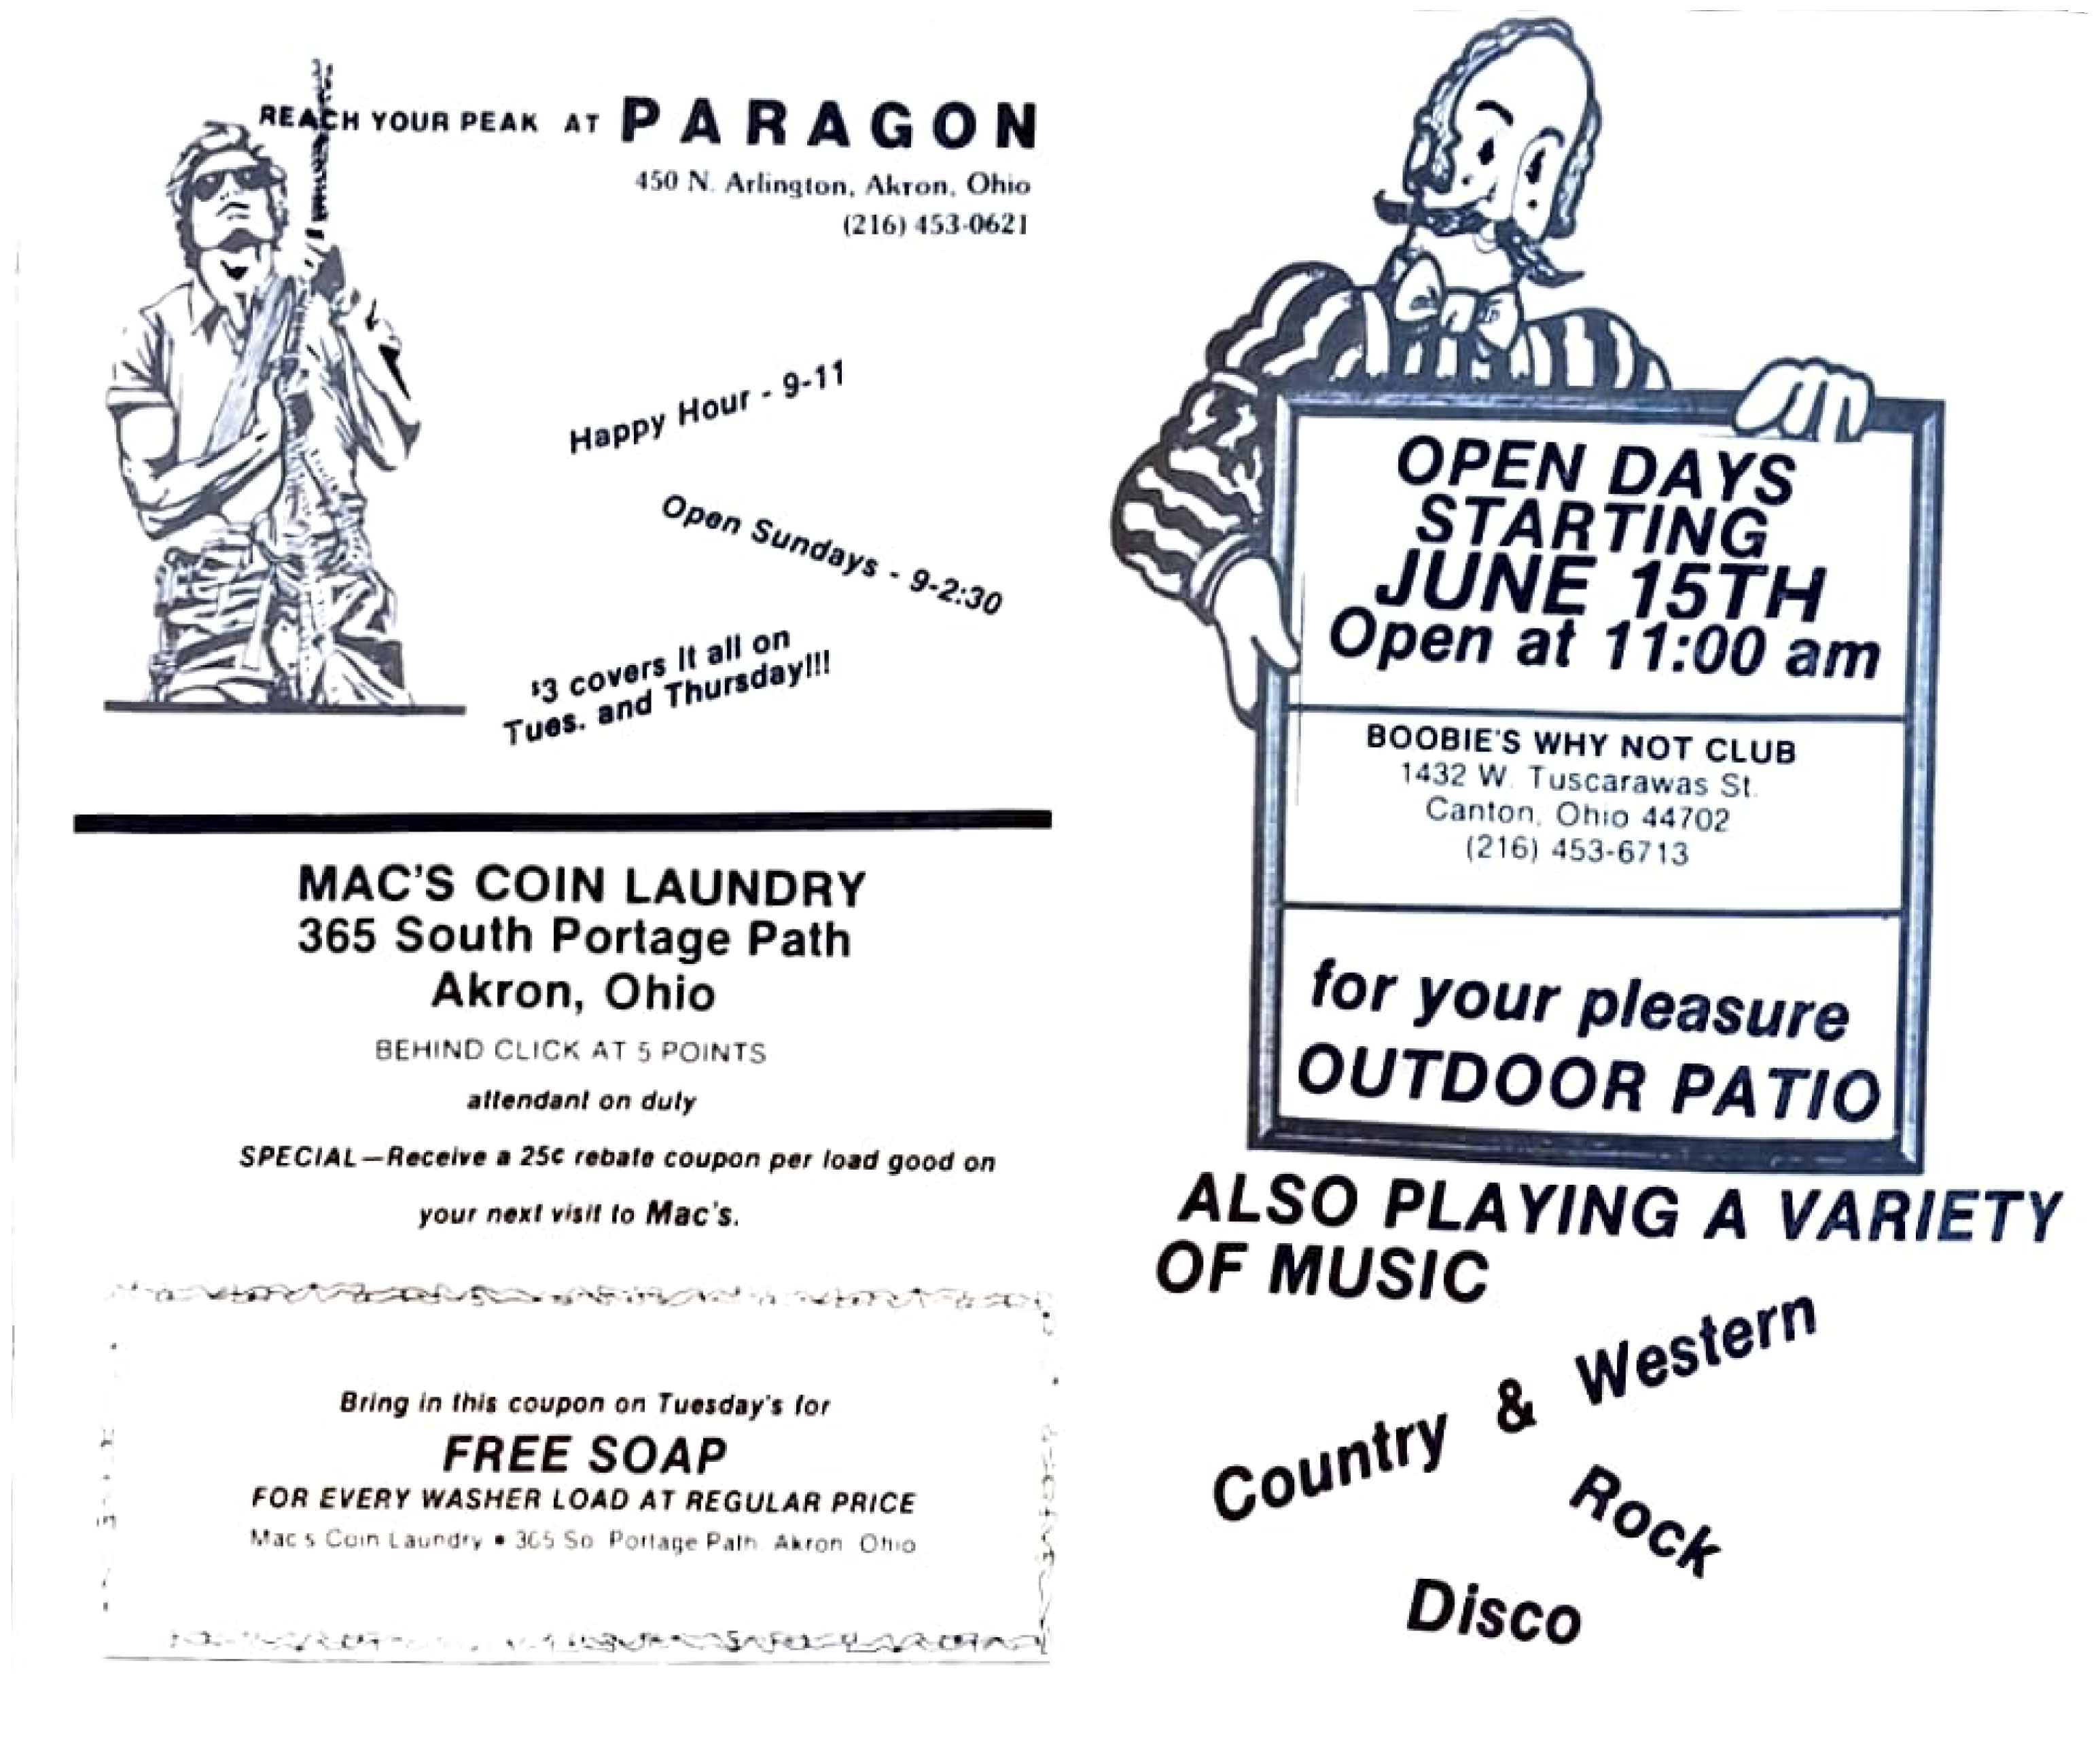 REACH YOUR PEAK AT PARAGON
450 N. Arlington, Akron, Ohio
(216) 453-0621
Happy Hour - 9-11
Open Sundays - 9-2:30
$3 covers it all on
Tues. and Thursday!!!
MAC'S COIN LAUNDRY
365 South Portage Path
Akron, Ohio
BEHIND CLICK AT 5 POINTS
attendant on duty
SPECIAL—Receive a 25¢ rebate coupon per load good on
your next visit to Mac's.
Bring in this coupon on Tuesday's for
FREE SOAP
FOR EVERY WASHER LOAD AT REGULAR PRICE
Mac's Coin Laundry • 365 So. Portage Path Akron Ohio
OPEN DAYS
STARTING
JUNE 15TH
Open at 11:00 am
BOOBIE'S WHY NOT CLUB
1432 W. Tuscarawas St.
Canton, Ohio 44702
(216) 453-6713
for your pleasure
OUTDOOR PATIO
ALSO PLAYING A VARIETY
OF MUSIC
Country & Western
Rock
Disco